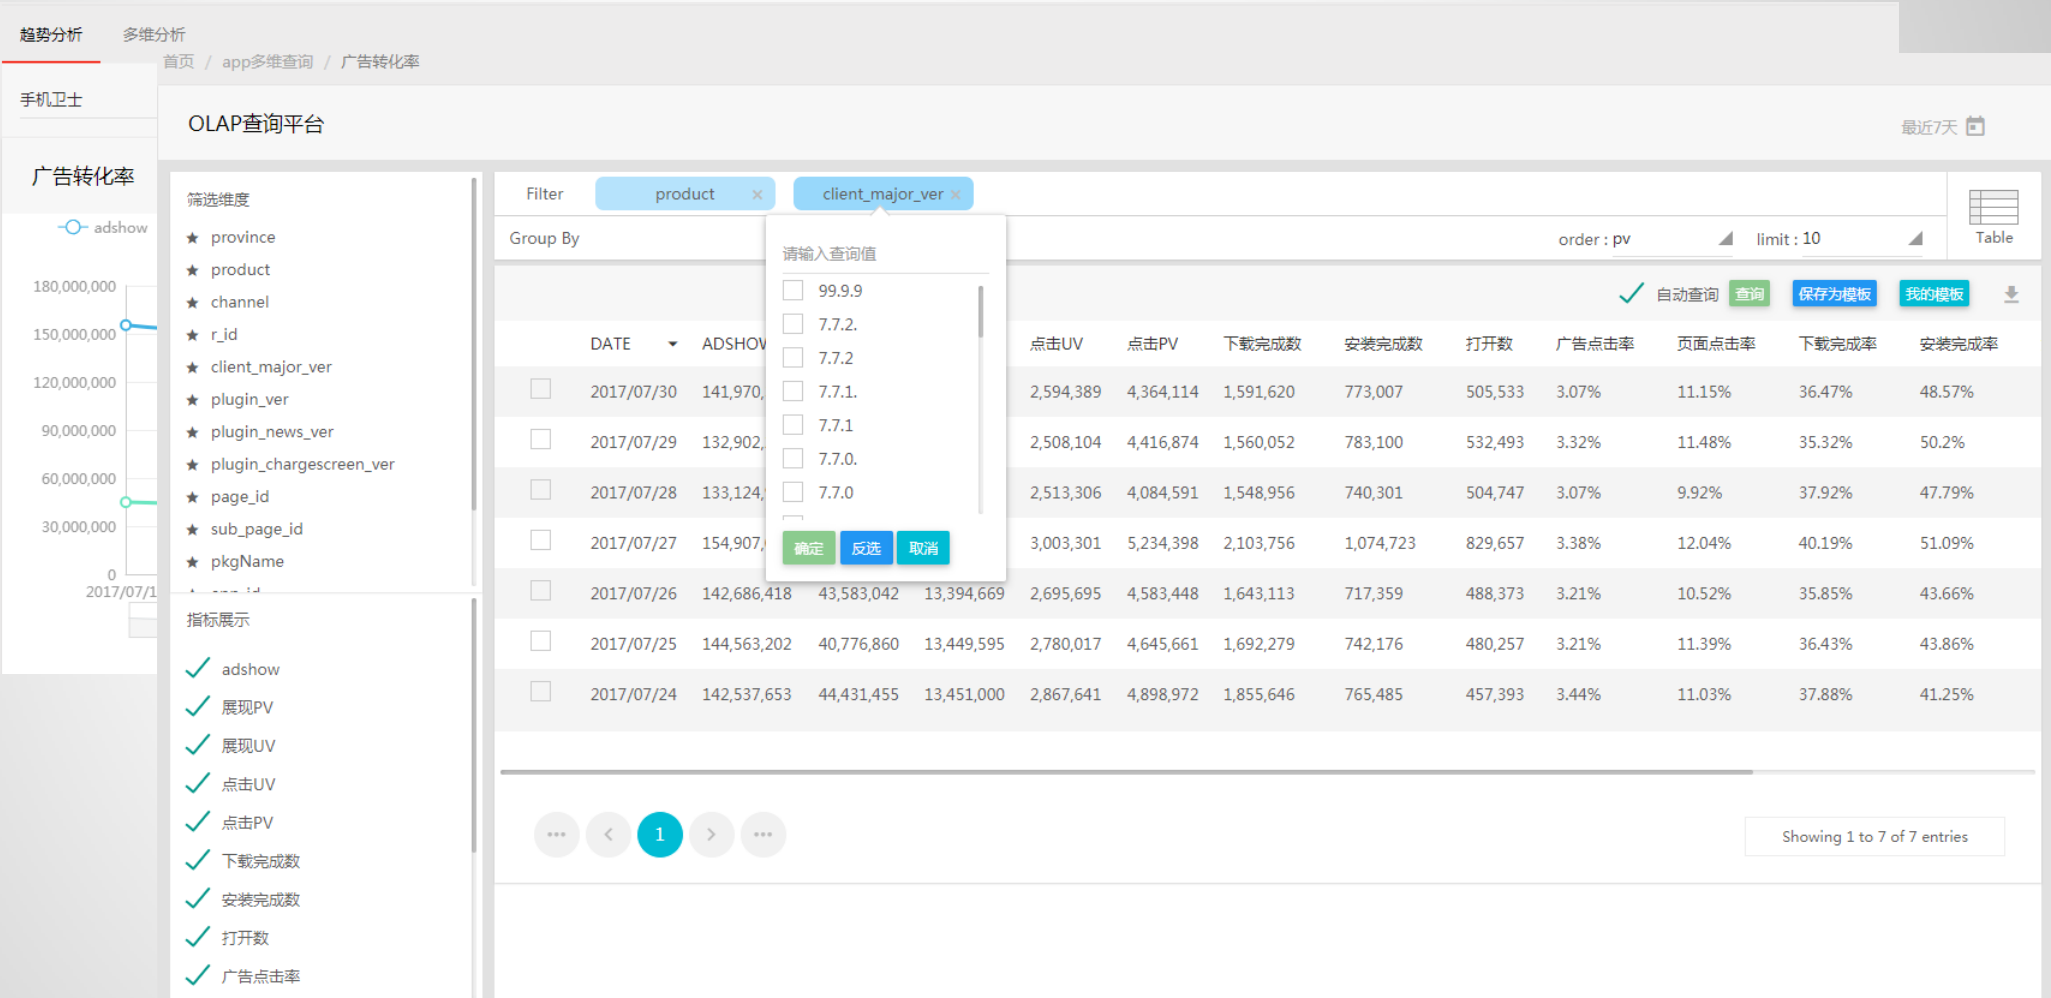 趋势分析 多维分析
首页 / app多维查询 / 广告转化率
手机卫士
OLAP查询平台
最近7天
广告转化率
adshow
180,000,000
150,000,000
120,000,000
90,000,000
60,000,000
30,000,000
0
2017/07/1
筛选维度
province
product
channel
r_id
client_major_ver
plugin_ver
plugin_news_ver
plugin_chargescreen_ver
page_id
sub_page_id
pkgName
指标展示
adshow
展现PV
展现UV
点击UV
点击PV
下载完成数
安装完成数
打开数
广告点击率
Filter product × client_major_ver ×
Group By
order : pv limit : 10
Table
请输入查询值
99.9.9
7.7.2.
7.7.2
7.7.1.
7.7.1
7.7.0.
7.7.0
确定 反选 取消
自动查询 查询 保存为模板 我的模板
DATE ADSHOW 点击UV 点击PV 下载完成数 安装完成数 打开数 广告点击率 页面点击率 下载完成率 安装完成率
2017/07/30 141,970, 2,594,389 4,364,114 1,591,620 773,007 505,533 3.07% 11.15% 36.47% 48.57%
2017/07/29 132,902, 2,508,104 4,416,874 1,560,052 783,100 532,493 3.32% 11.48% 35.32% 50.2%
2017/07/28 133,124, 2,513,306 4,084,591 1,548,956 740,301 504,747 3.07% 9.92% 37.92% 47.79%
2017/07/27 154,907, 3,003,301 5,234,398 2,103,756 1,074,723 829,657 3.38% 12.04% 40.19% 51.09%
2017/07/26 142,686,418 43,583,042 13,394,669 2,695,695 4,583,448 1,643,113 717,359 488,373 3.21% 10.52% 35.85% 43.66%
2017/07/25 144,563,202 40,776,860 13,449,595 2,780,017 4,645,661 1,692,279 742,176 480,257 3.21% 11.39% 36.43% 43.86%
2017/07/24 142,537,653 44,431,455 13,451,000 2,867,641 4,898,972 1,855,646 765,485 457,393 3.44% 11.03% 37.88% 41.25%
1
Showing 1 to 7 of 7 entries